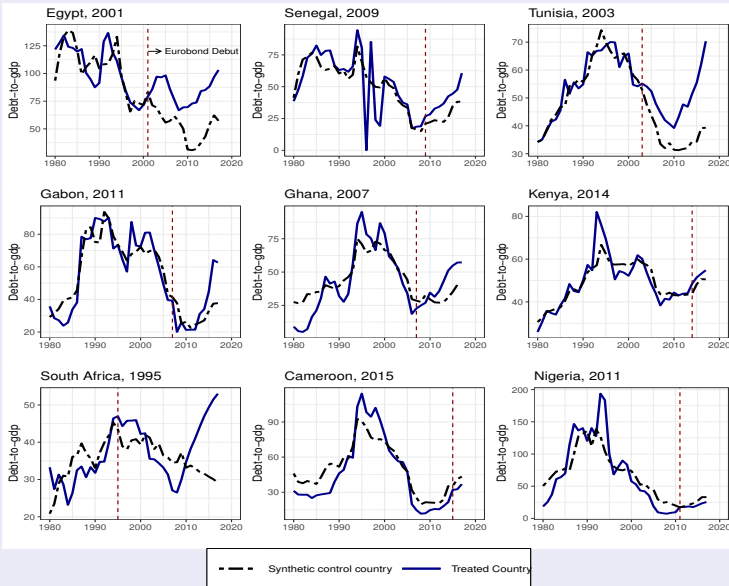 Egypt, 2001
Debt−to−gdp
125
100
75
50
Eurobond Debut
1980 1990 2000 2010 2020
Senegal, 2009
Debt−to−gdp
75
50
25
0
1980 1990 2000 2010 2020
Tunisia, 2003
Debt−to−gdp
70
60
50
40
30
1980 1990 2000 2010 2020
Gabon, 2011
Debt−to−gdp
80
60
40
20
1980 1990 2000 2010 2020
Ghana, 2007
Debt−to−gdp
75
50
25
1980 1990 2000 2010 2020
Kenya, 2014
Debt−to−gdp
80
60
40
1980 1990 2000 2010 2020
South Africa, 1995
Debt−to−gdp
50
40
30
20
1980 1990 2000 2010 2020
Cameroon, 2015
Debt−to−gdp
90
60
30
1980 1990 2000 2010 2020
Nigeria, 2011
Debt−to−gdp
200
150
100
50
0
1980 1990 2000 2010 2020
Synthetic control country Treated Country